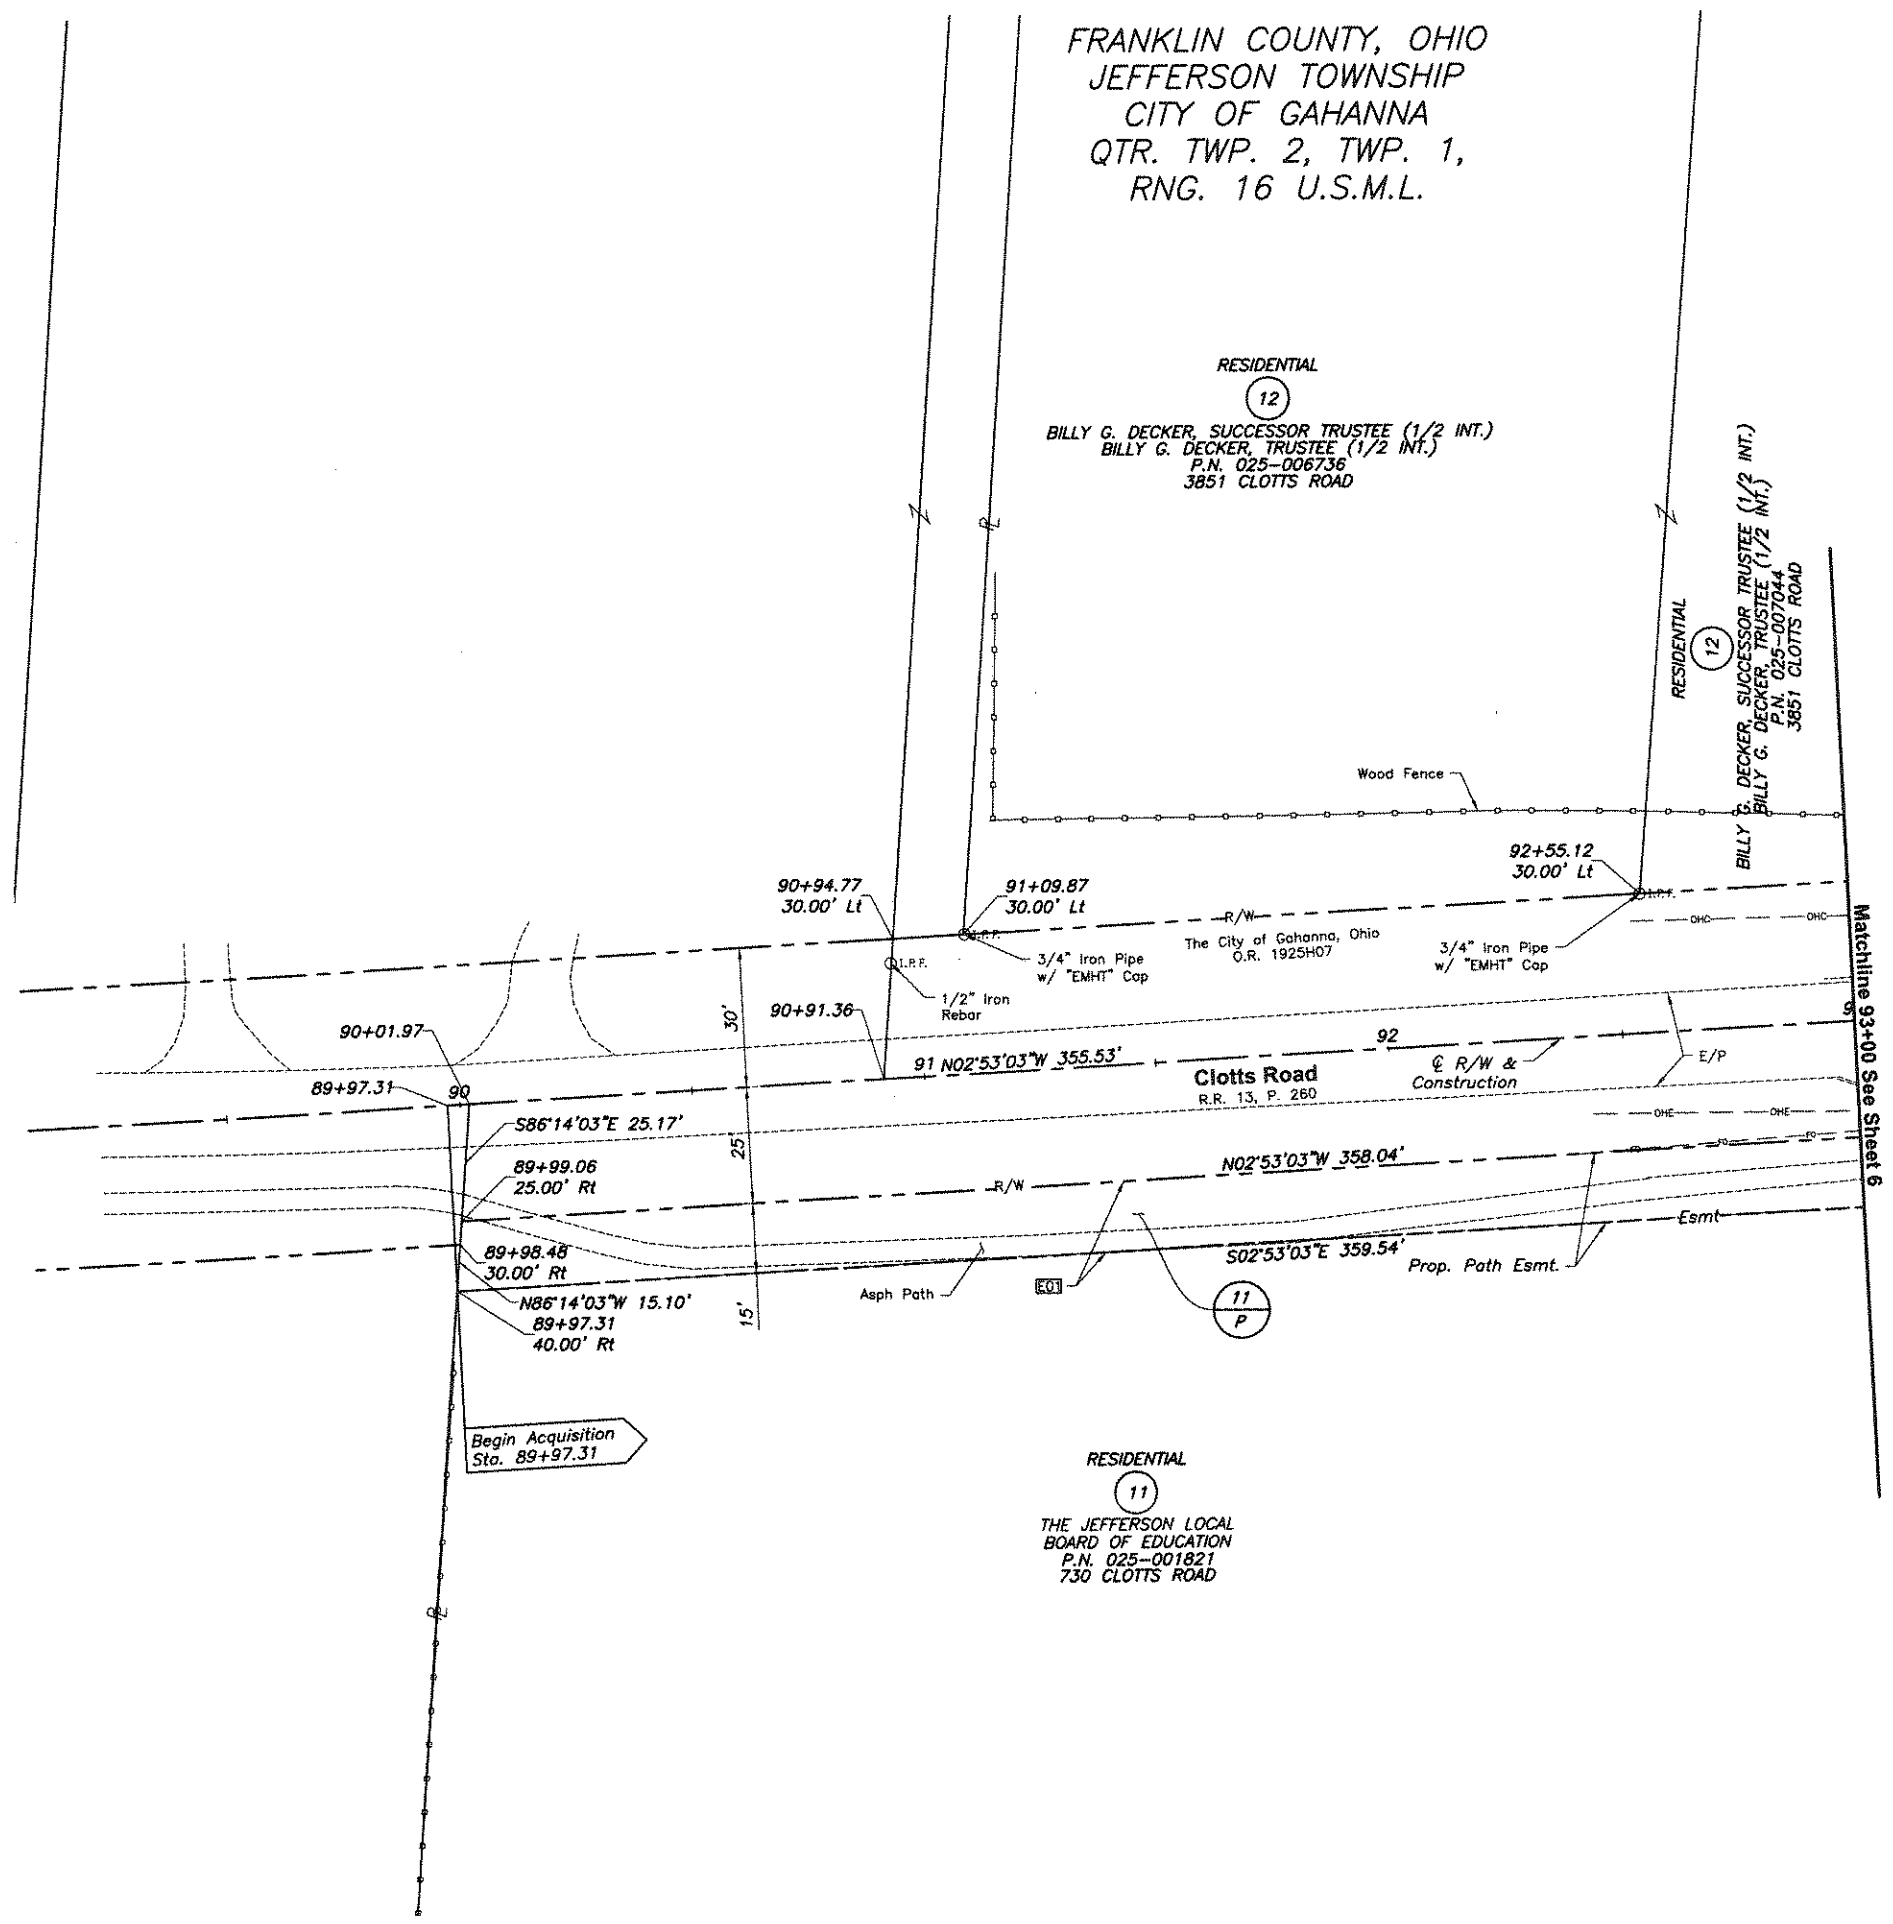 FRANKLIN COUNTY, OHIO
JEFFERSON TOWNSHIP
CITY OF GAHANNA
QTR. TWP. 2, TWP. 1,
RNG. 16 U.S.M.L.
RESIDENTIAL
12
BILLY G. DECKER, SUCCESSOR TRUSTEE (1/2 INT.)
BILLY G. DECKER, TRUSTEE (1/2 INT.)
P.N. 025-006736
3851 CLOTTS ROAD
RESIDENTIAL
12
BILLY G. DECKER, SUCCESSOR TRUSTEE (1/2 INT.)
BILLY G. DECKER, TRUSTEE (1/2 INT.)
P.N. 025-007044
3851 CLOTTS ROAD
Wood Fence
92+55.12
30.00' Lt
90+94.77
30.00' Lt
91+09.87
30.00' Lt
I.P.F.
R/W
OHC
OHC
I.P.F.
The City of Gahanna, Ohio
O.R. 1925H07
3/4" Iron Pipe
w/ "EMHT" Cap
3/4" Iron Pipe
w/ "EMHT" Cap
I.P.F.
1/2" Iron
Rebar
Matchline 93+00 See Sheet 6
90+91.36
30'
90+01.97
9
92
91
N02°53'03"W 355.53'
℄ R/W &
Construction
E/P
Clotts Road
R.R. 13, P. 260
89+97.31
90
S86°14'03"E 25.17'
25'
OHE
OHE
FO
FO
FO
N02°53'03"W 358.04'
89+99.06
25.00' Rt
R/W
Esmt
89+98.48
30.00' Rt
S02°53'03"E 359.54'
Prop. Path Esmt.
N86°14'03"W 15.10'
Asph Path
E01
11
P
15'
89+97.31
40.00' Rt
Begin Acquisition
Sta. 89+97.31
RESIDENTIAL
11
THE JEFFERSON LOCAL
BOARD OF EDUCATION
P.N. 025-001821
730 CLOTTS ROAD